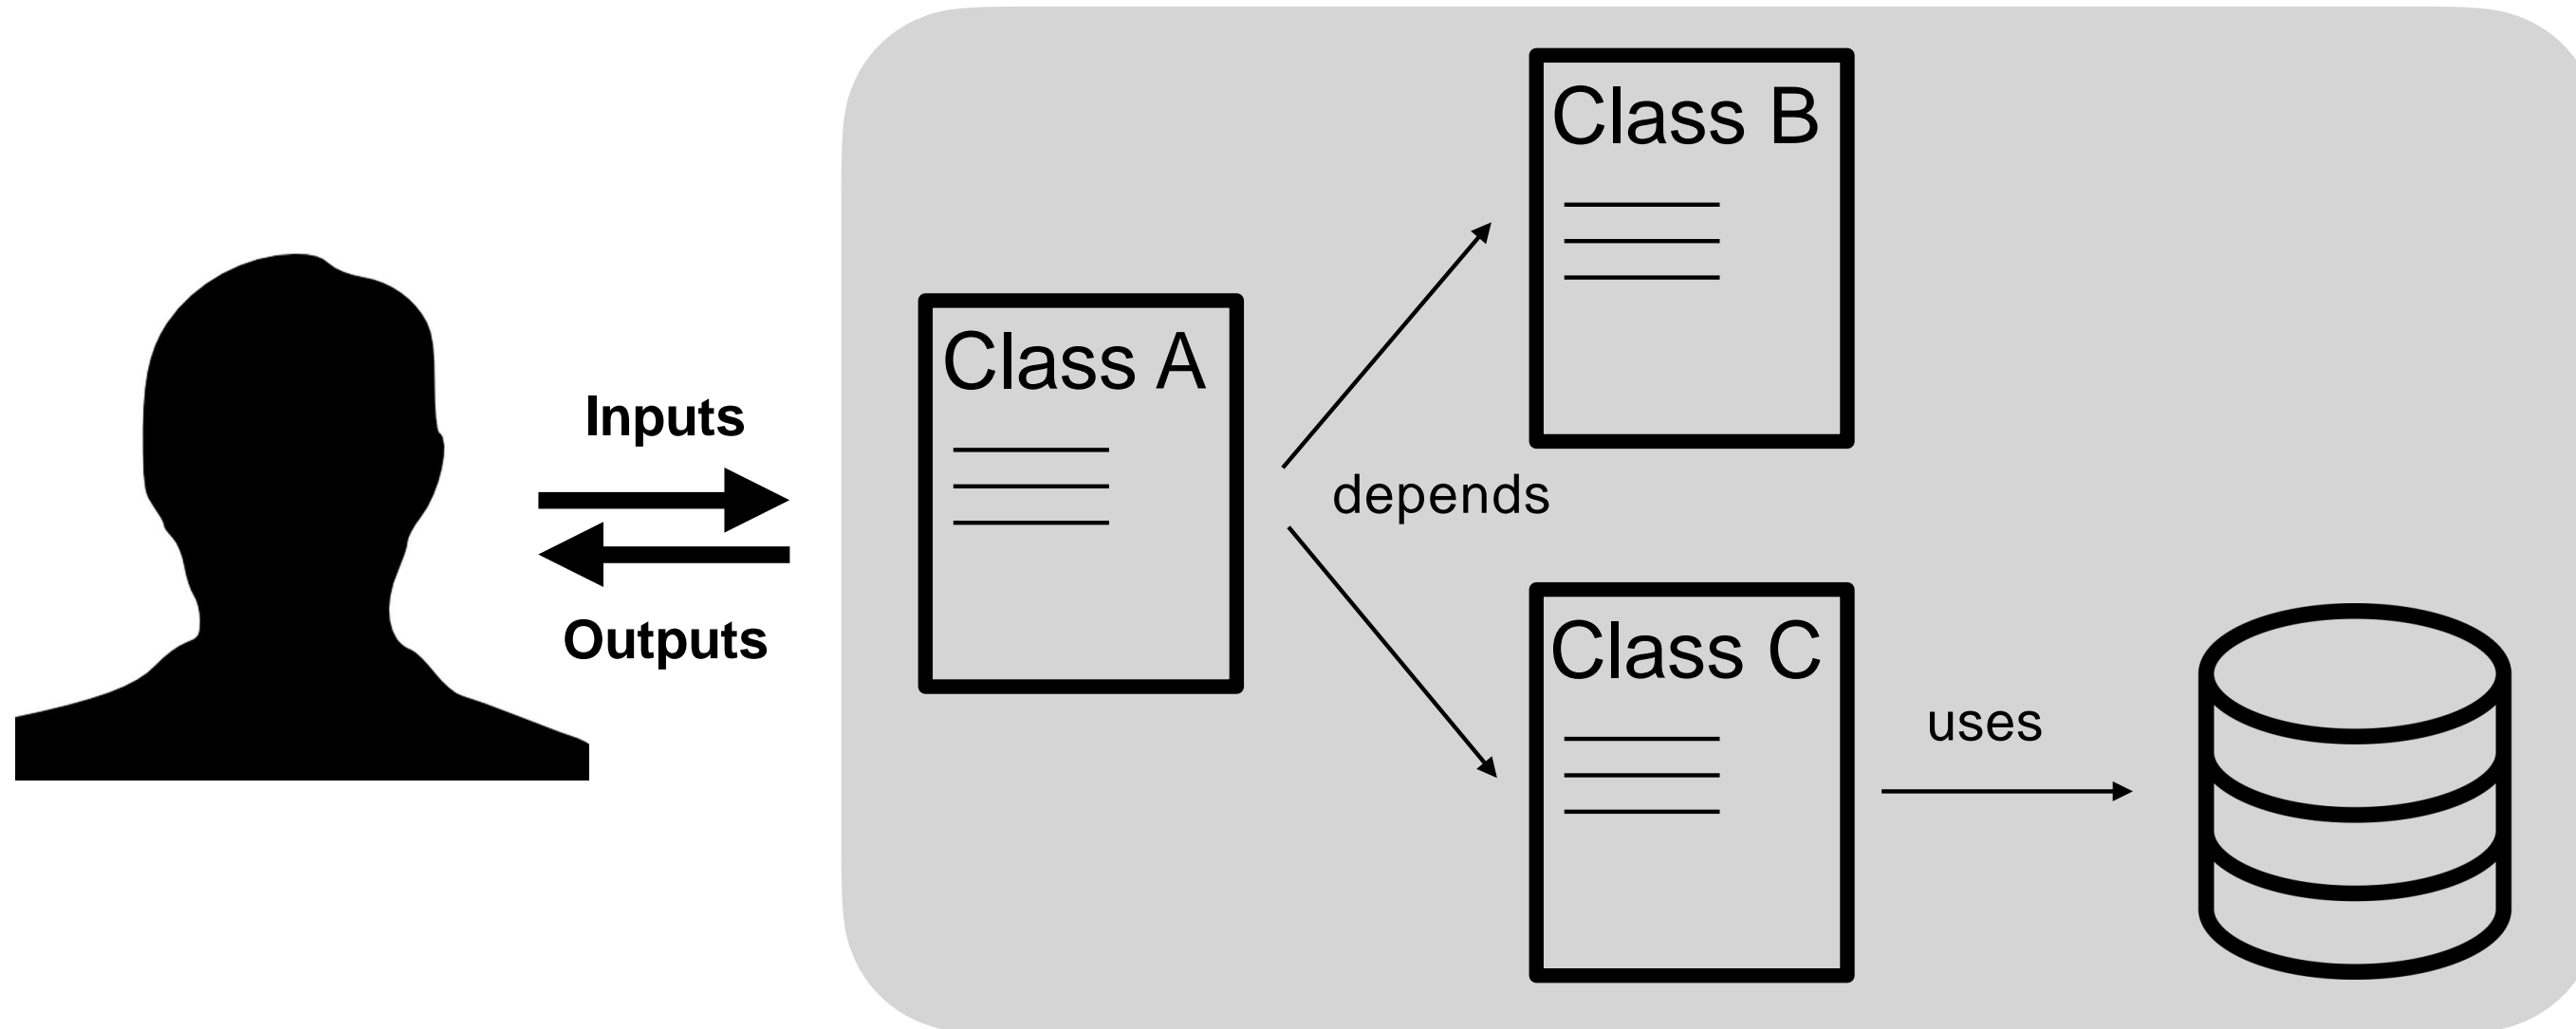 Inputs
Outputs
Class A
depends
Class B
Class C
uses